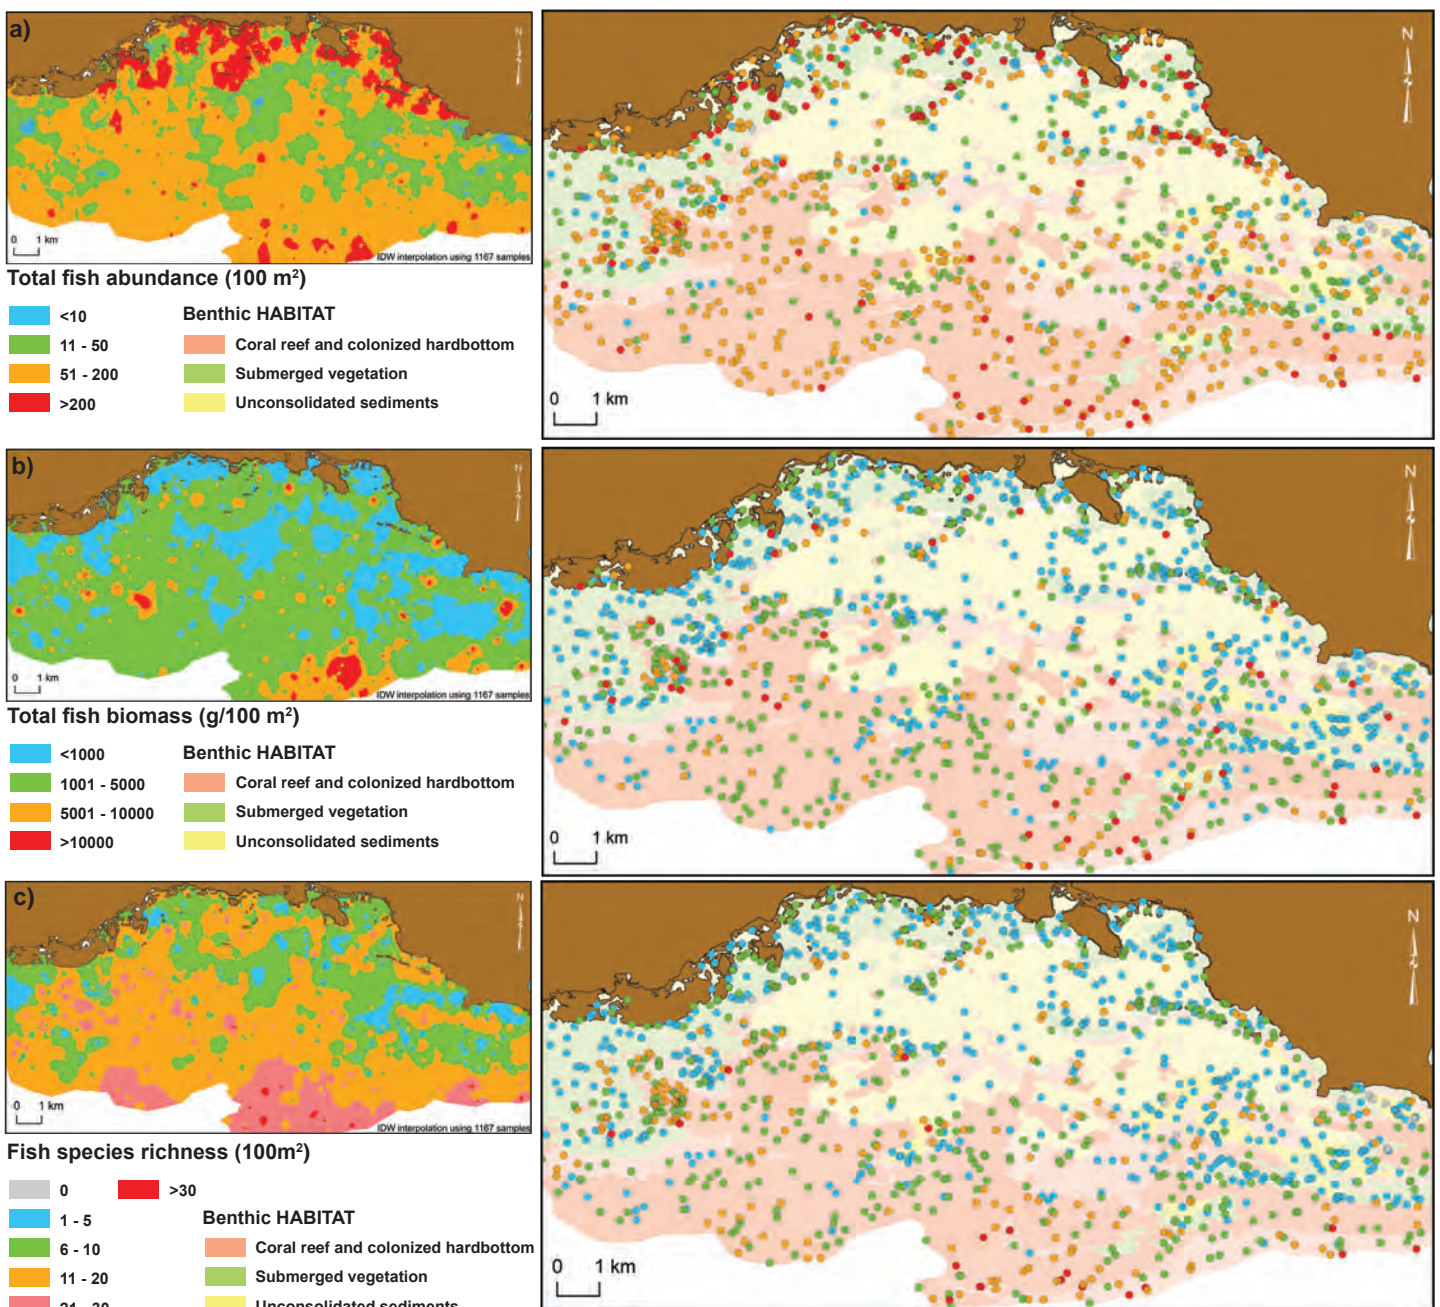 a)
N
0 1 km
IDW interpolation using 1167 samples
N
0 1 km
Total fish abundance (100 m²)
<10
11 - 50
51 - 200
>200
Benthic HABITAT
Coral reef and colonized hardbottom
Submerged vegetation
Unconsolidated sediments
b)
N
0 1 km
IDW interpolation using 1167 samples
N
0 1 km
Total fish biomass (g/100 m²)
<1000
1001 - 5000
5001 - 10000
>10000
Benthic HABITAT
Coral reef and colonized hardbottom
Submerged vegetation
Unconsolidated sediments
c)
N
0 1 km
IDW interpolation using 1167 samples
N
0 1 km
Fish species richness (100m²)
0
>30
1 - 5
6 - 10
11 - 20
21 - 30
Benthic HABITAT
Coral reef and colonized hardbottom
Submerged vegetation
Unconsolidated sediments